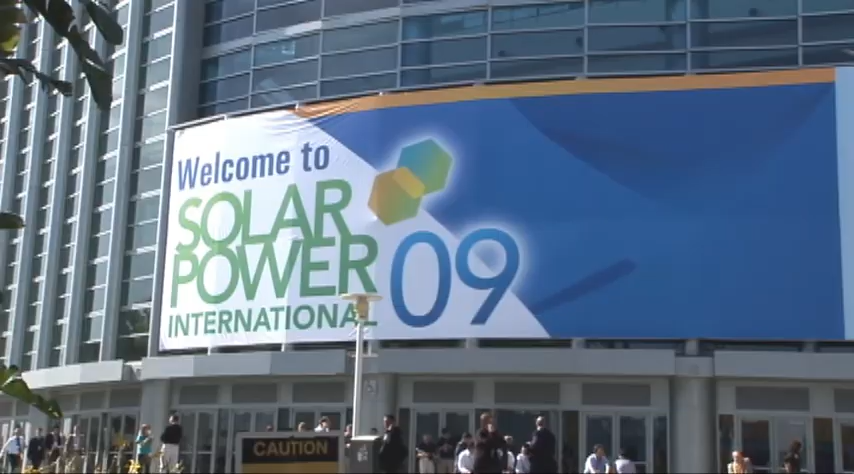 Welcome to
SOLAR
POWER 09
INTERNATIONAL
CAUTION